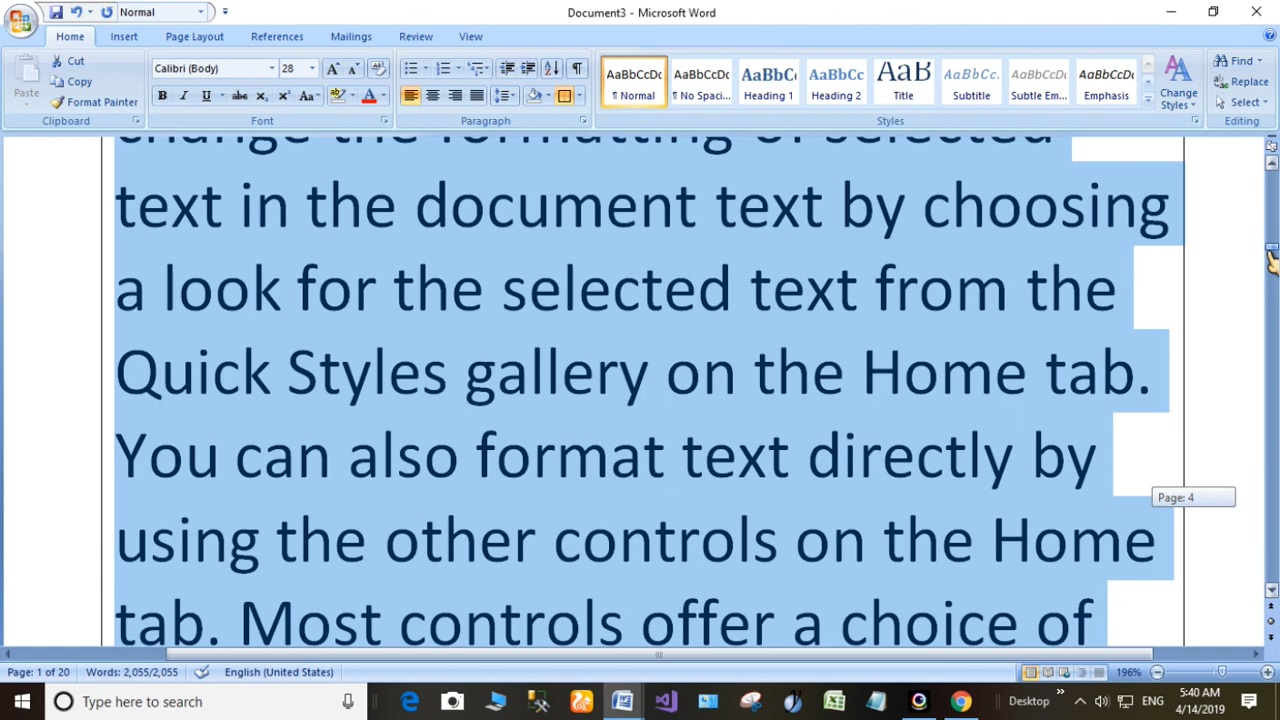 Normal
Document3 - Microsoft Word
Home Insert Page Layout References Mailings Review View
Paste
Cut
Copy
Format Painter
Clipboard
Calibri (Body) 28
Font
Paragraph
AaBbCcDc AaBbCcDc AaBbC AaBbCc AaB AaBbCc. AaBbCcDc AaBbCcDc
¶ Normal ¶ No Spaci... Heading 1 Heading 2 Title Subtitle Subtle Em... Emphasis
Change Styles
Styles
Find
Replace
Select
Editing
change the formatting of selected
text in the document text by choosing
a look for the selected text from the
Quick Styles gallery on the Home tab.
You can also format text directly by
Page: 4
using the other controls on the Home
tab. Most controls offer a choice of
Page: 1 of 20 Words: 2,055/2,055 English (United States) 196%
Type here to search
Desktop ENG 5:40 AM
4/14/2019